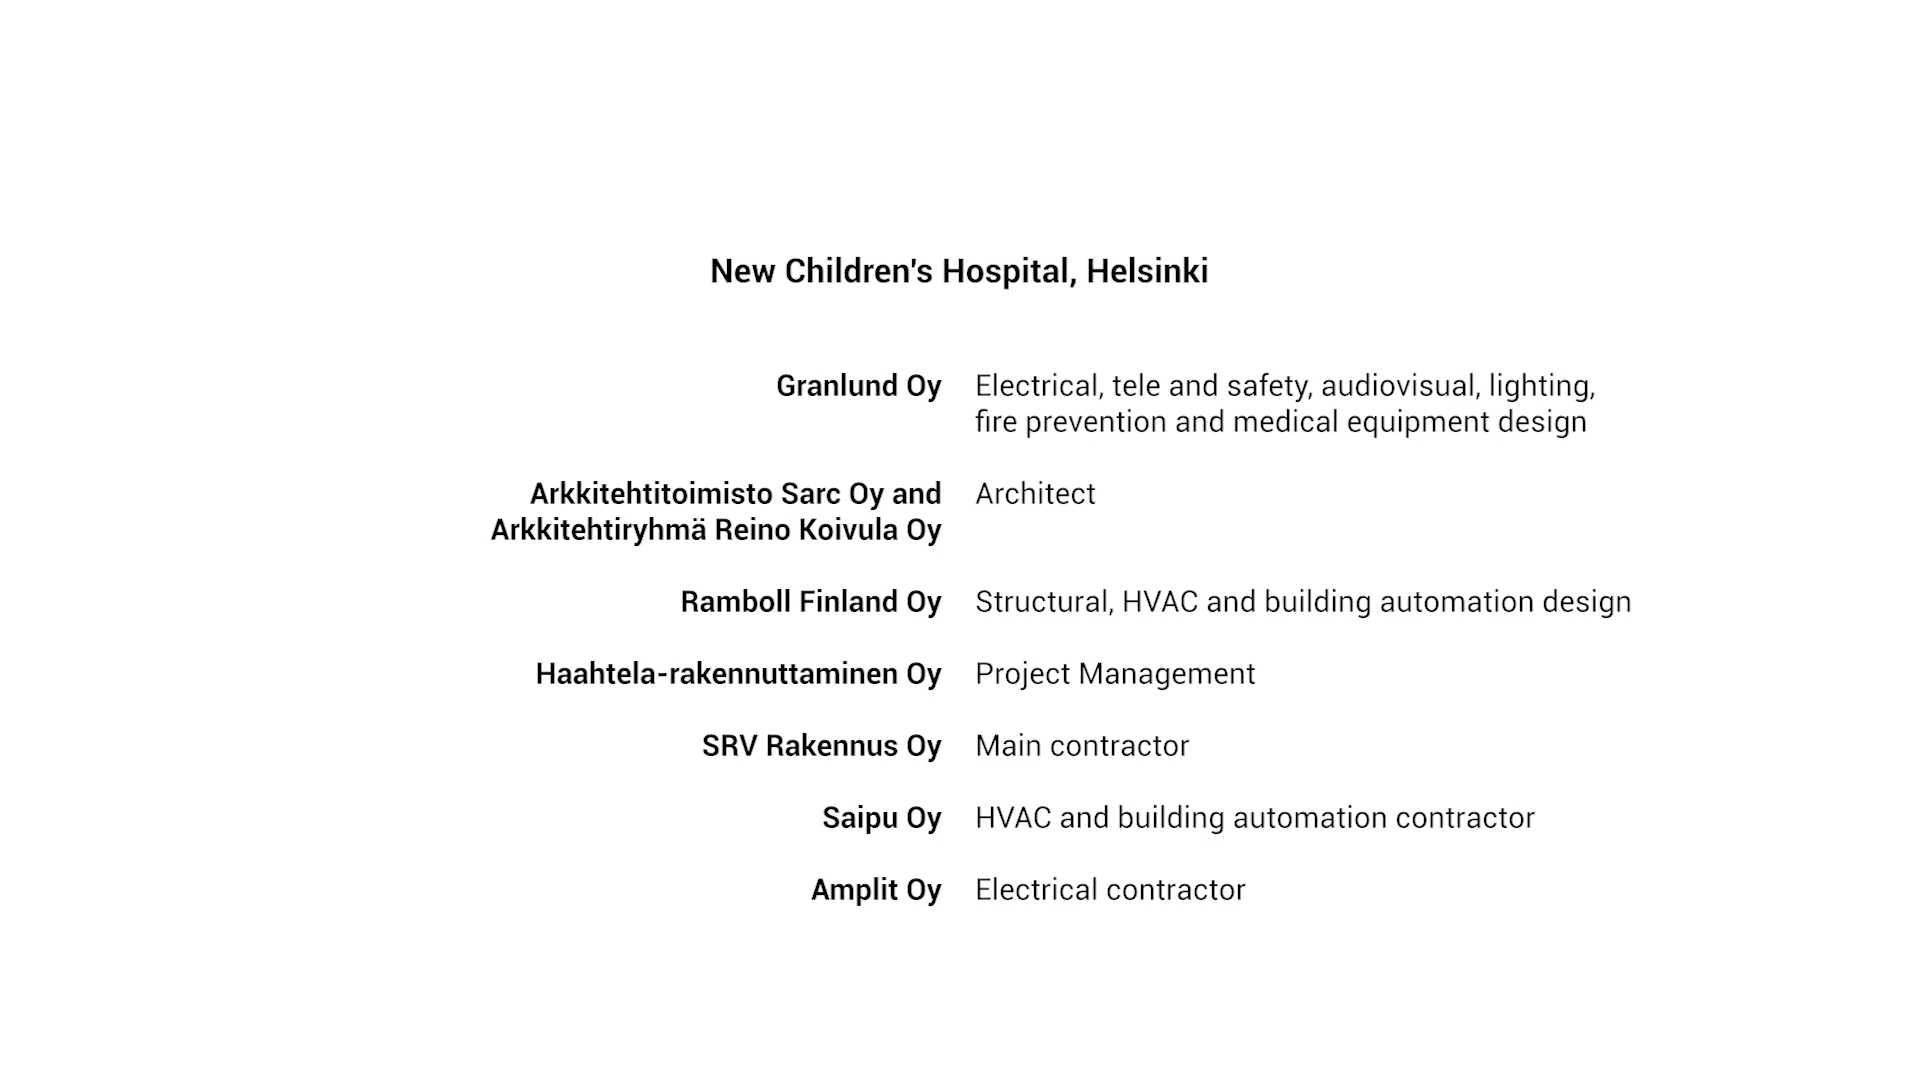 New Children's Hospital, Helsinki
Granlund Oy Electrical, tele and safety, audiovisual, lighting,
fire prevention and medical equipment design
Arkkitehtitoimisto Sarc Oy and Architect
Arkkitehtiryhmä Reino Koivula Oy
Ramboll Finland Oy Structural, HVAC and building automation design
Haahtela-rakennuttaminen Oy Project Management
SRV Rakennus Oy Main contractor
Saipu Oy HVAC and building automation contractor
Amplit Oy Electrical contractor